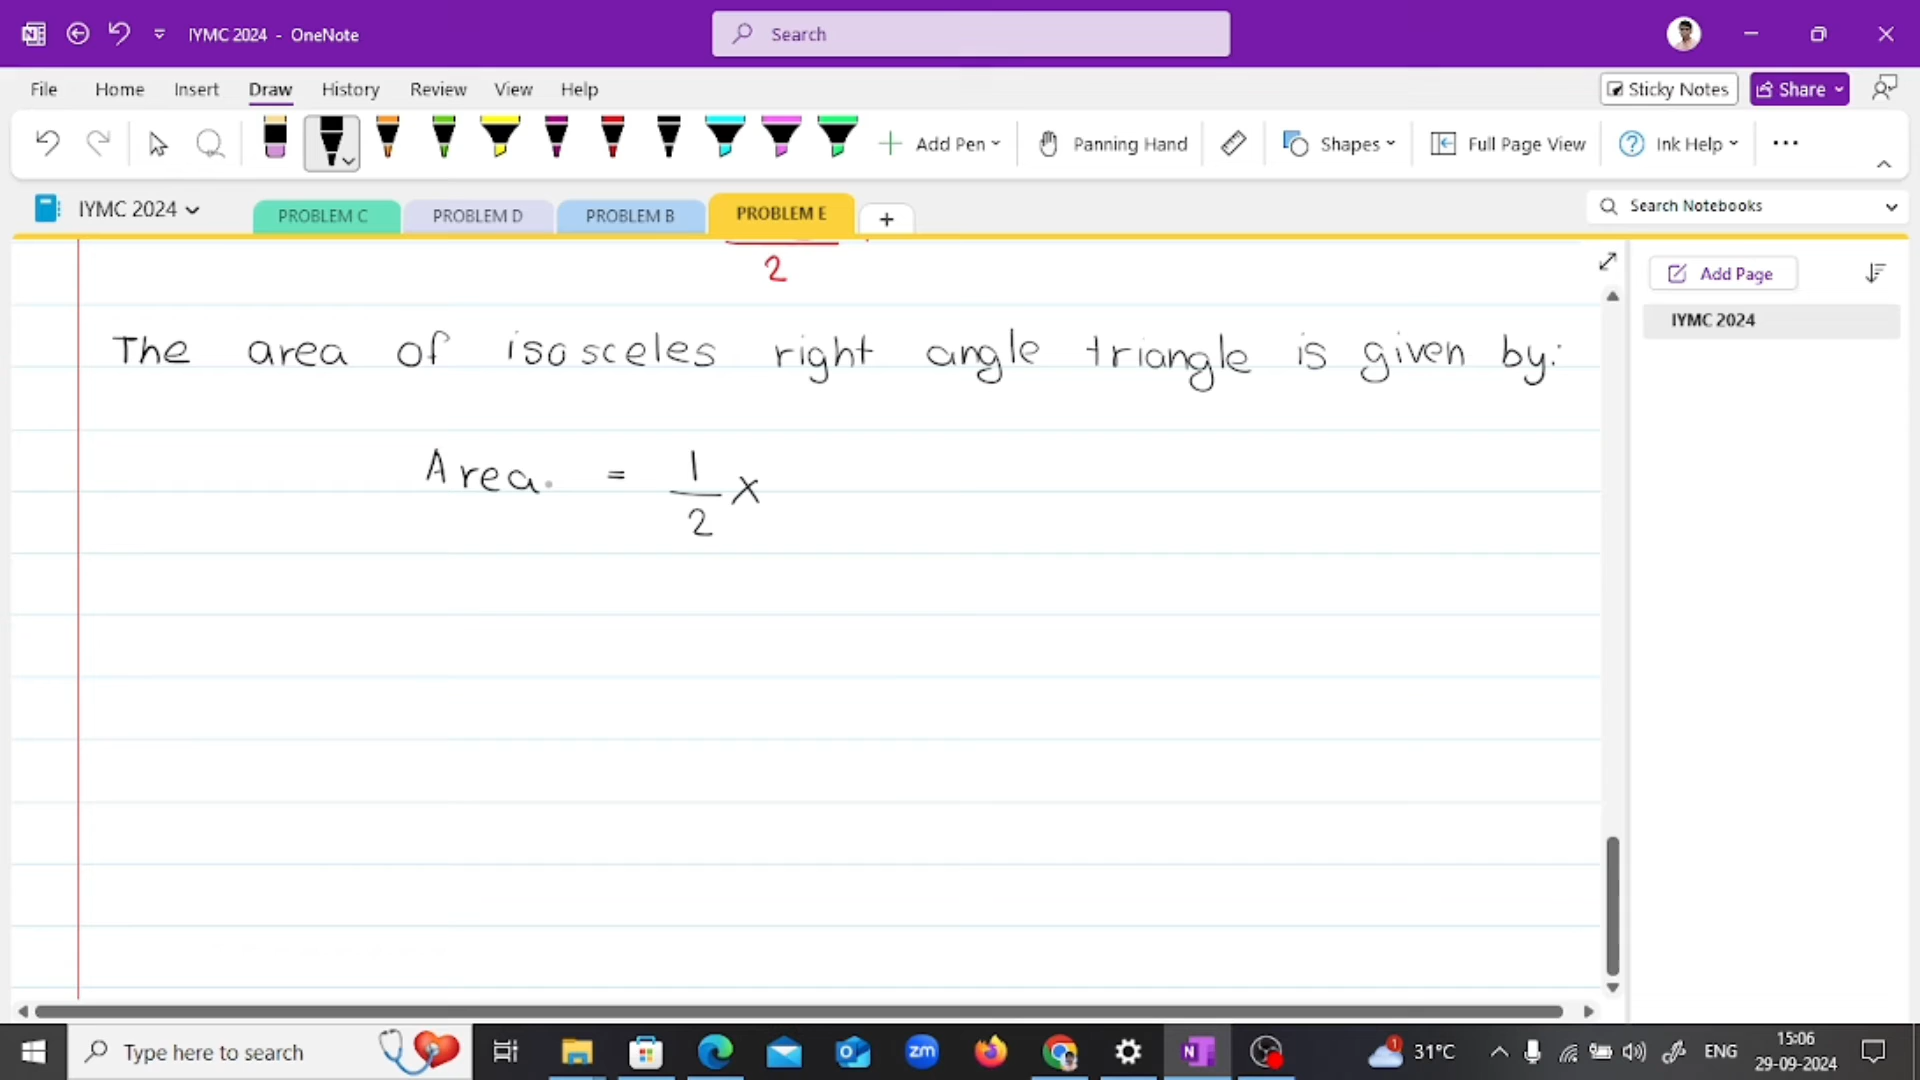 IYMC 2024 - OneNote
Search
File Home Insert Draw History Review View Help
Sticky Notes Share
Add Pen Panning Hand Shapes Full Page View Ink Help
IYMC 2024 PROBLEM C PROBLEM D PROBLEM B PROBLEM E +
Search Notebooks
Add Page
IYMC 2024
2
The area of isosceles right angle triangle is given by:
Area. = 1/2 x
Type here to search
zm
N
1
31°C
ENG
15:06
29-09-2024